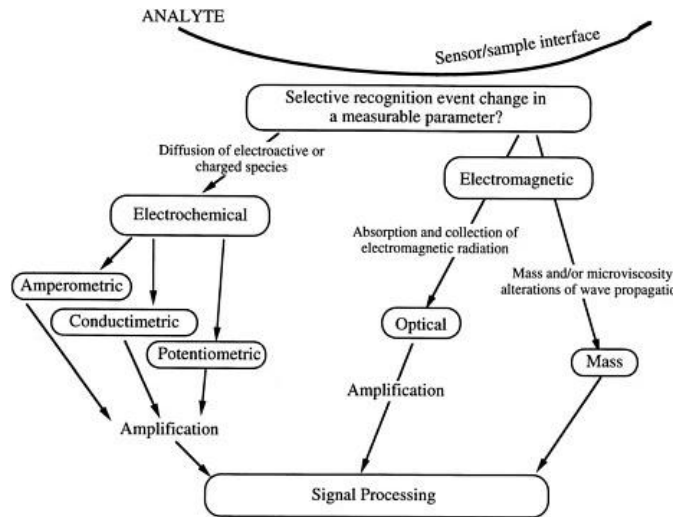 ANALYTE
Sensor/sample interface
Selective recognition event change in
a measurable parameter?
Diffusion of electroactive or
charged species
Electromagnetic
Electrochemical
Absorption and collection of
electromagnetic radiation
Amperometric
Mass and/or microviscosity
alterations of wave propagatio
Conductimetric
Optical
Potentiometric
Mass
Amplification
Amplification
Signal Processing